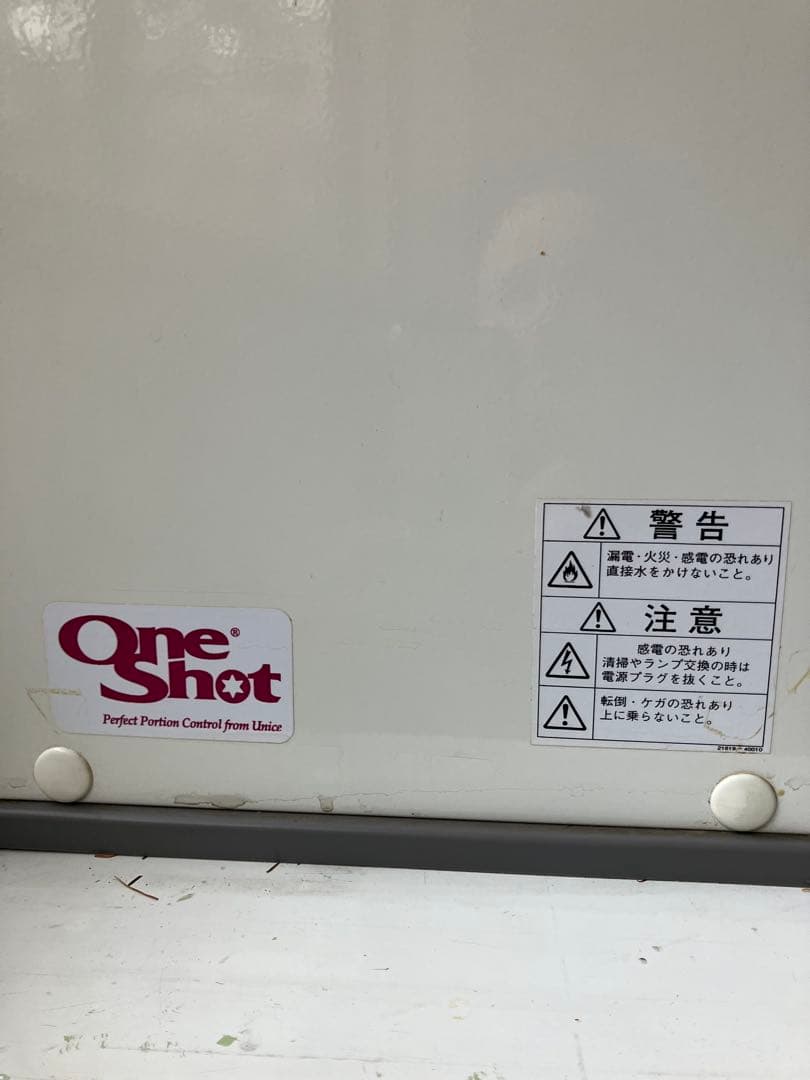 One®
Shot
Perfect Portion Control from Unice
警告
漏電・火災・感電の恐れあり
直接水をかけないこと。
注意
感電の恐れあり
清掃やランプ交換の時は
電源プラグを抜くこと。
転倒・ケガの恐れあり
上に乗らないこと。